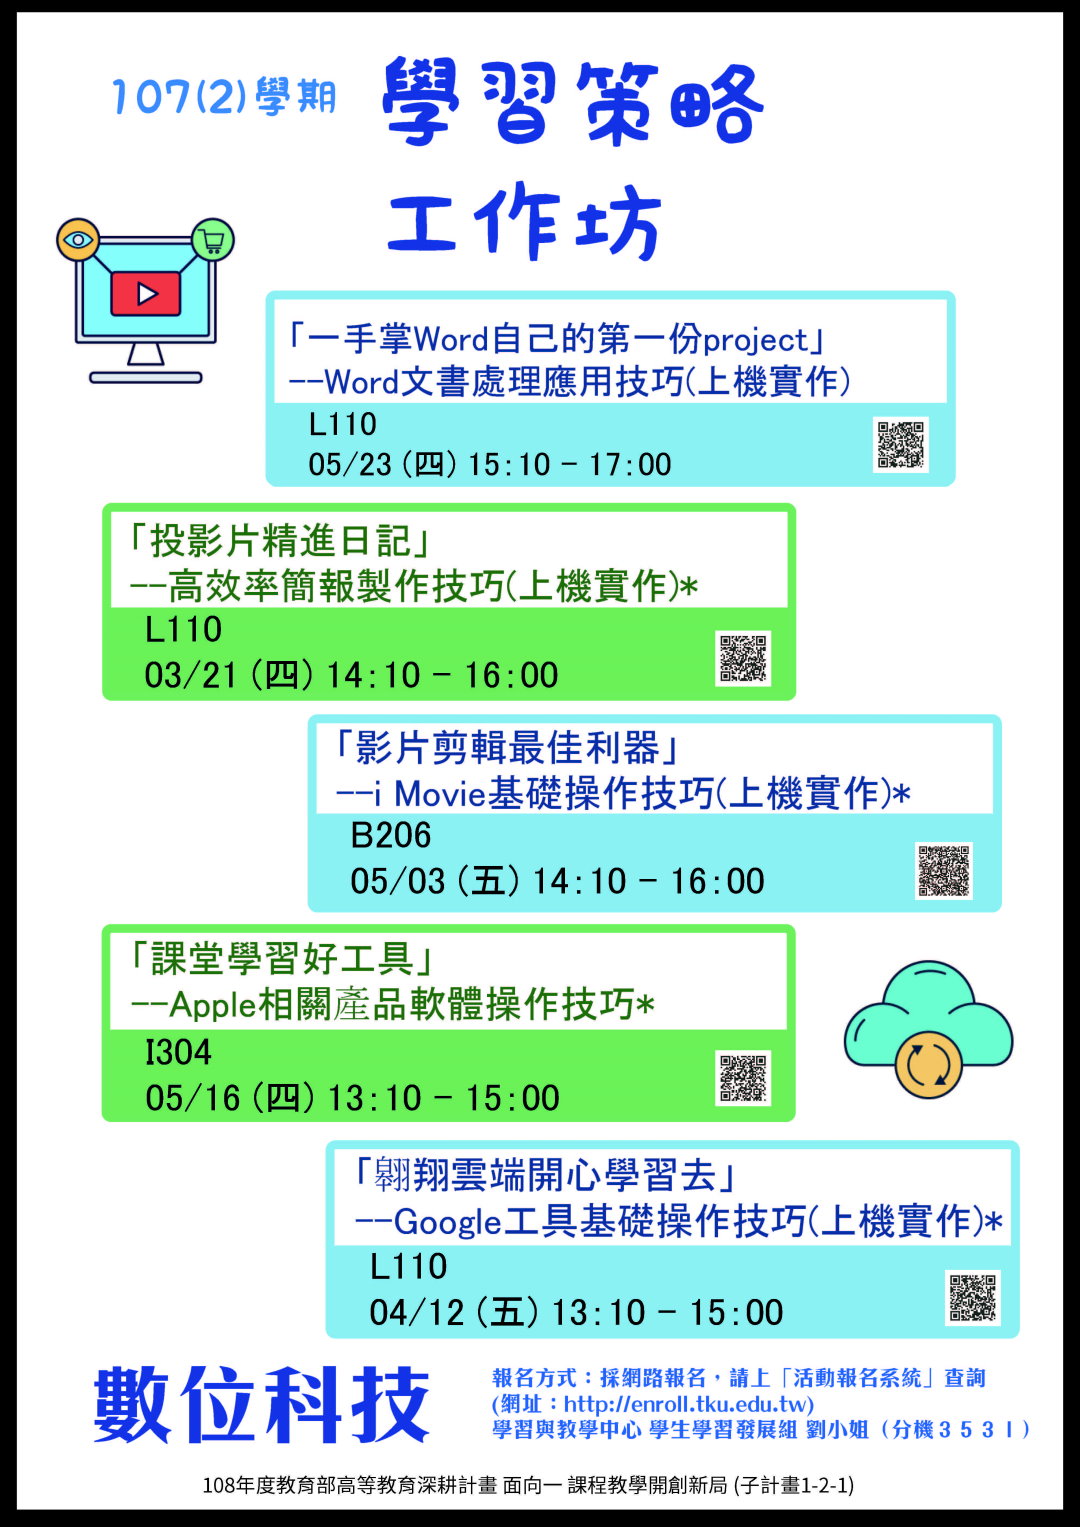 107(2)學期
學習策略
工作坊
「一手掌Word自己的第一份project」
--Word文書處理應用技巧(上機實作)
L110
05/23 (四) 15:10 - 17:00
「投影片精進日記」
--高效率簡報製作技巧(上機實作)*
L110
03/21 (四) 14:10 - 16:00
「影片剪輯最佳利器」
--i Movie基礎操作技巧(上機實作)*
B206
05/03 (五) 14:10 - 16:00
「課堂學習好工具」
--Apple相關產品軟體操作技巧*
I304
05/16 (四) 13:10 - 15:00
「翱翔雲端開心學習去」
--Google工具基礎操作技巧(上機實作)*
L110
04/12 (五) 13:10 - 15:00
數位科技
報名方式：採網路報名，請上「活動報名系統」查詢
(網址：http://enroll.tku.edu.tw)
學習與教學中心 學生學習發展組 劉小姐（分機３５３１）
108年度教育部高等教育深耕計畫 面向一 課程教學開創新局 (子計畫1-2-1)